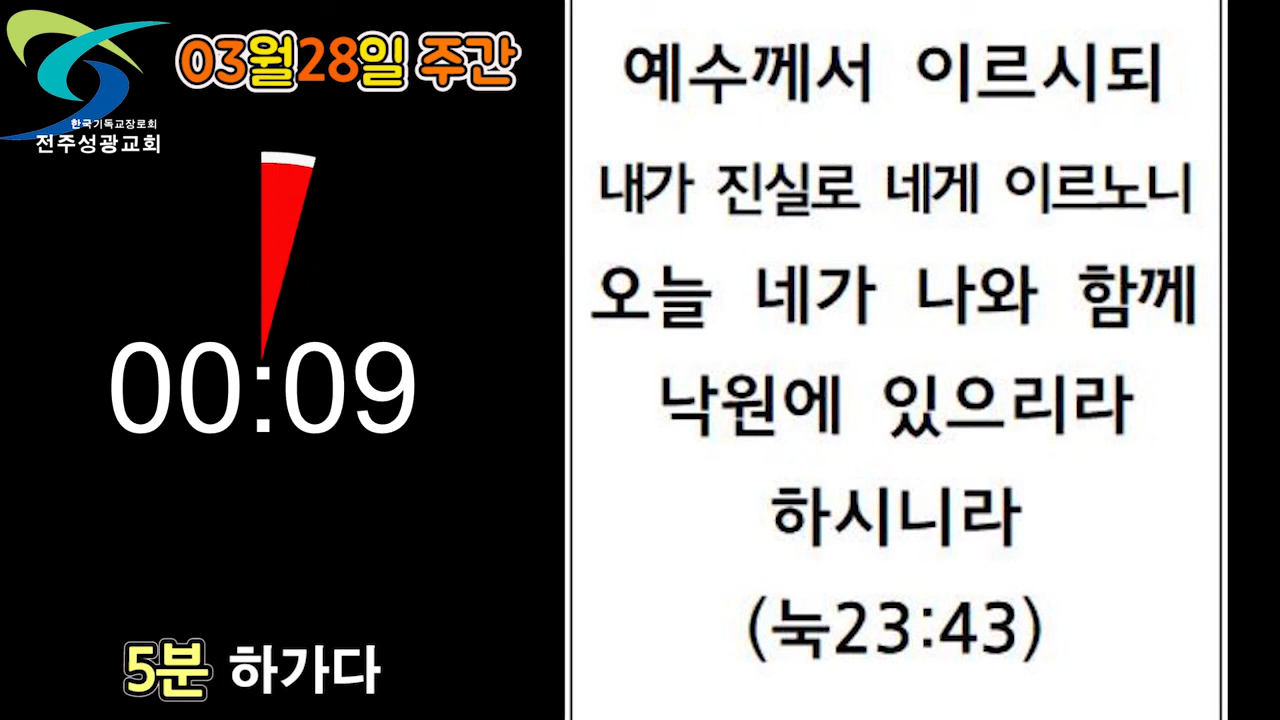 03월28일 주간
한국기독교장로회
전주성광교회
00:09
5분 하가다
예수께서 이르시되
내가 진실로 네게 이르노니
오늘 네가 나와 함께
낙원에 있으리라
하시니라
(눅23:43)